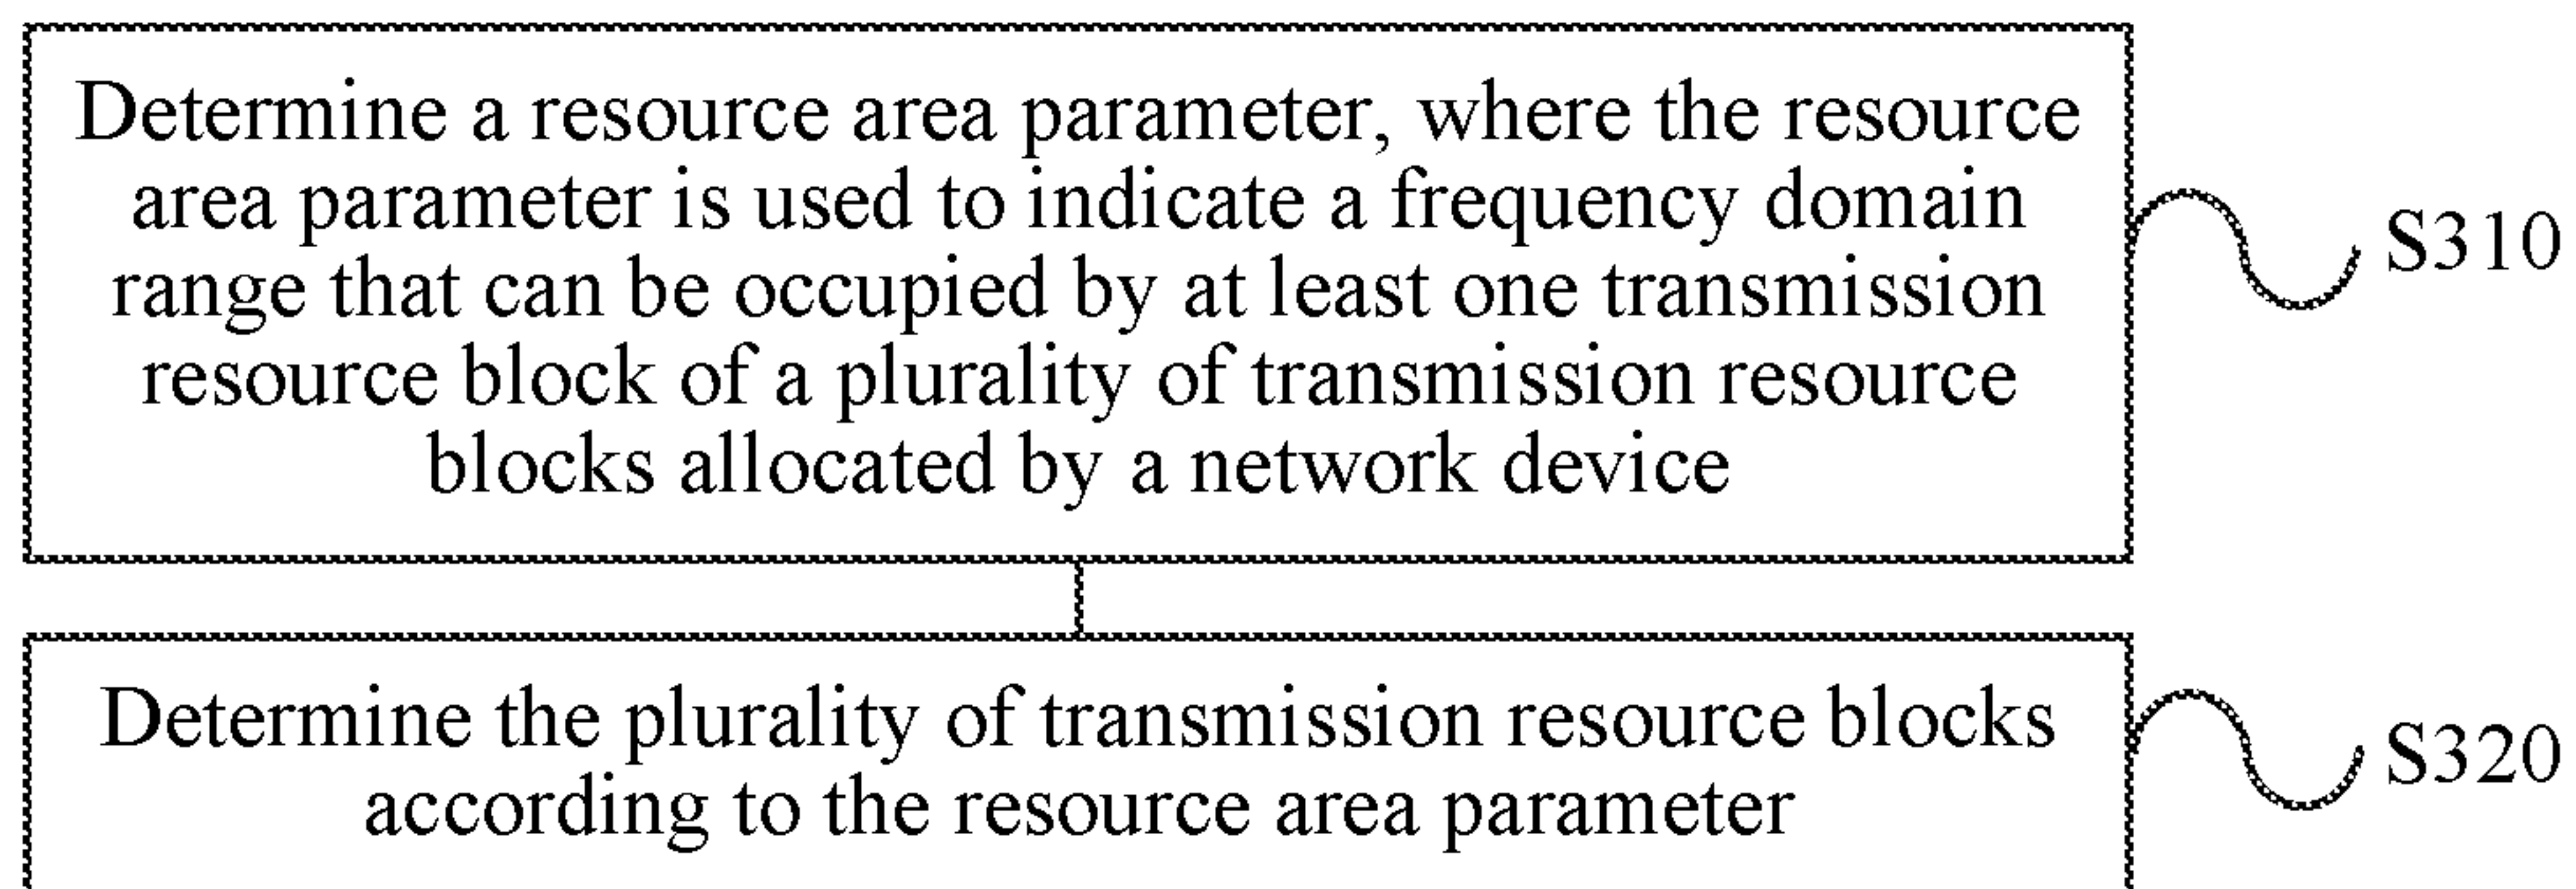 Determine a resource area parameter, where the resource
area parameter is used to indicate a frequency domain
range that can be occupied by at least one transmission
resource block of a plurality of transmission resource
blocks allocated by a network device
S310
Determine the plurality of transmission resource blocks
according to the resource area parameter
S320